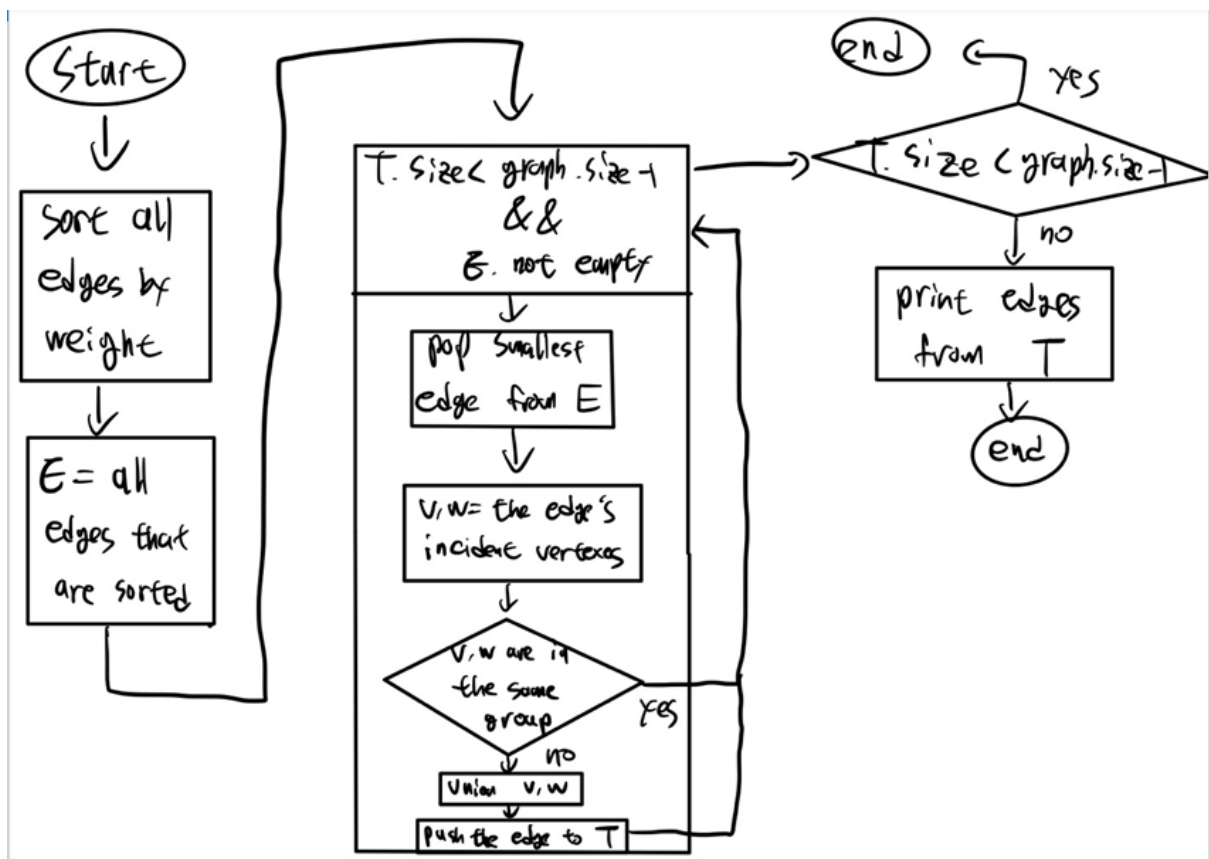 Start
Sort all
edges by
weight
E = all
edges that
are sorted
T. size< graph.size-1
&&
E. not empty
pop smallest
edge from E
v,w= the edge's
incident vertexes
v,w are in
the same
group
yes
no
Union v,w
push the edge to T
end
yes
T. size < graph.size-1
no
print edges
from T
end